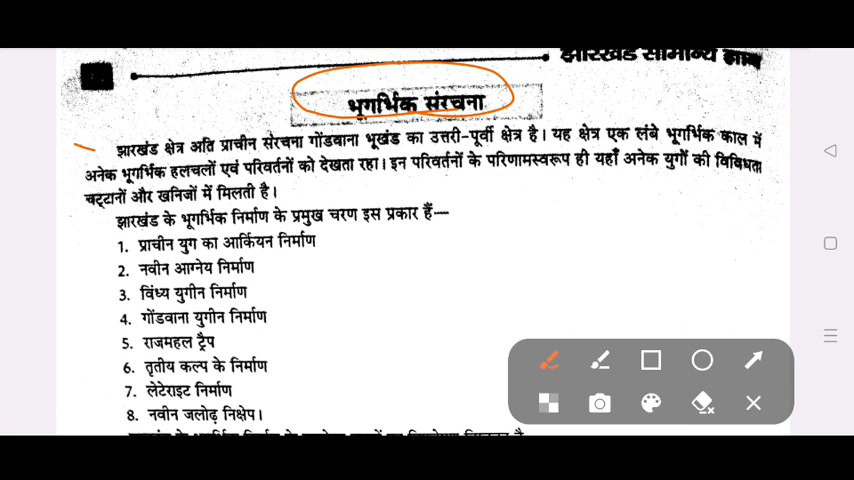 झारखंड सामान्य ज्ञान
भूगर्भिक संरचना
झारखंड क्षेत्र अति प्राचीन संरचना गोंडवाना भूखंड का उत्तरी-पूर्वी क्षेत्र है। यह क्षेत्र एक लंबे भूगर्भिक काल में
अनेक भूगर्भिक हलचलों एवं परिवर्तनों को देखता रहा। इन परिवर्तनों के परिणामस्वरूप ही यहाँ अनेक युगों की विविधता
चट्टानों और खनिजों में मिलती है।
झारखंड के भूगर्भिक निर्माण के प्रमुख चरण इस प्रकार हैं—
1. प्राचीन युग का आर्कियन निर्माण
2. नवीन आग्नेय निर्माण
3. विंध्य युगीन निर्माण
4. गोंडवाना युगीन निर्माण
5. राजमहल ट्रैप
6. तृतीय कल्प के निर्माण
7. लेटेराइट निर्माण
8. नवीन जलोढ़ निक्षेप।